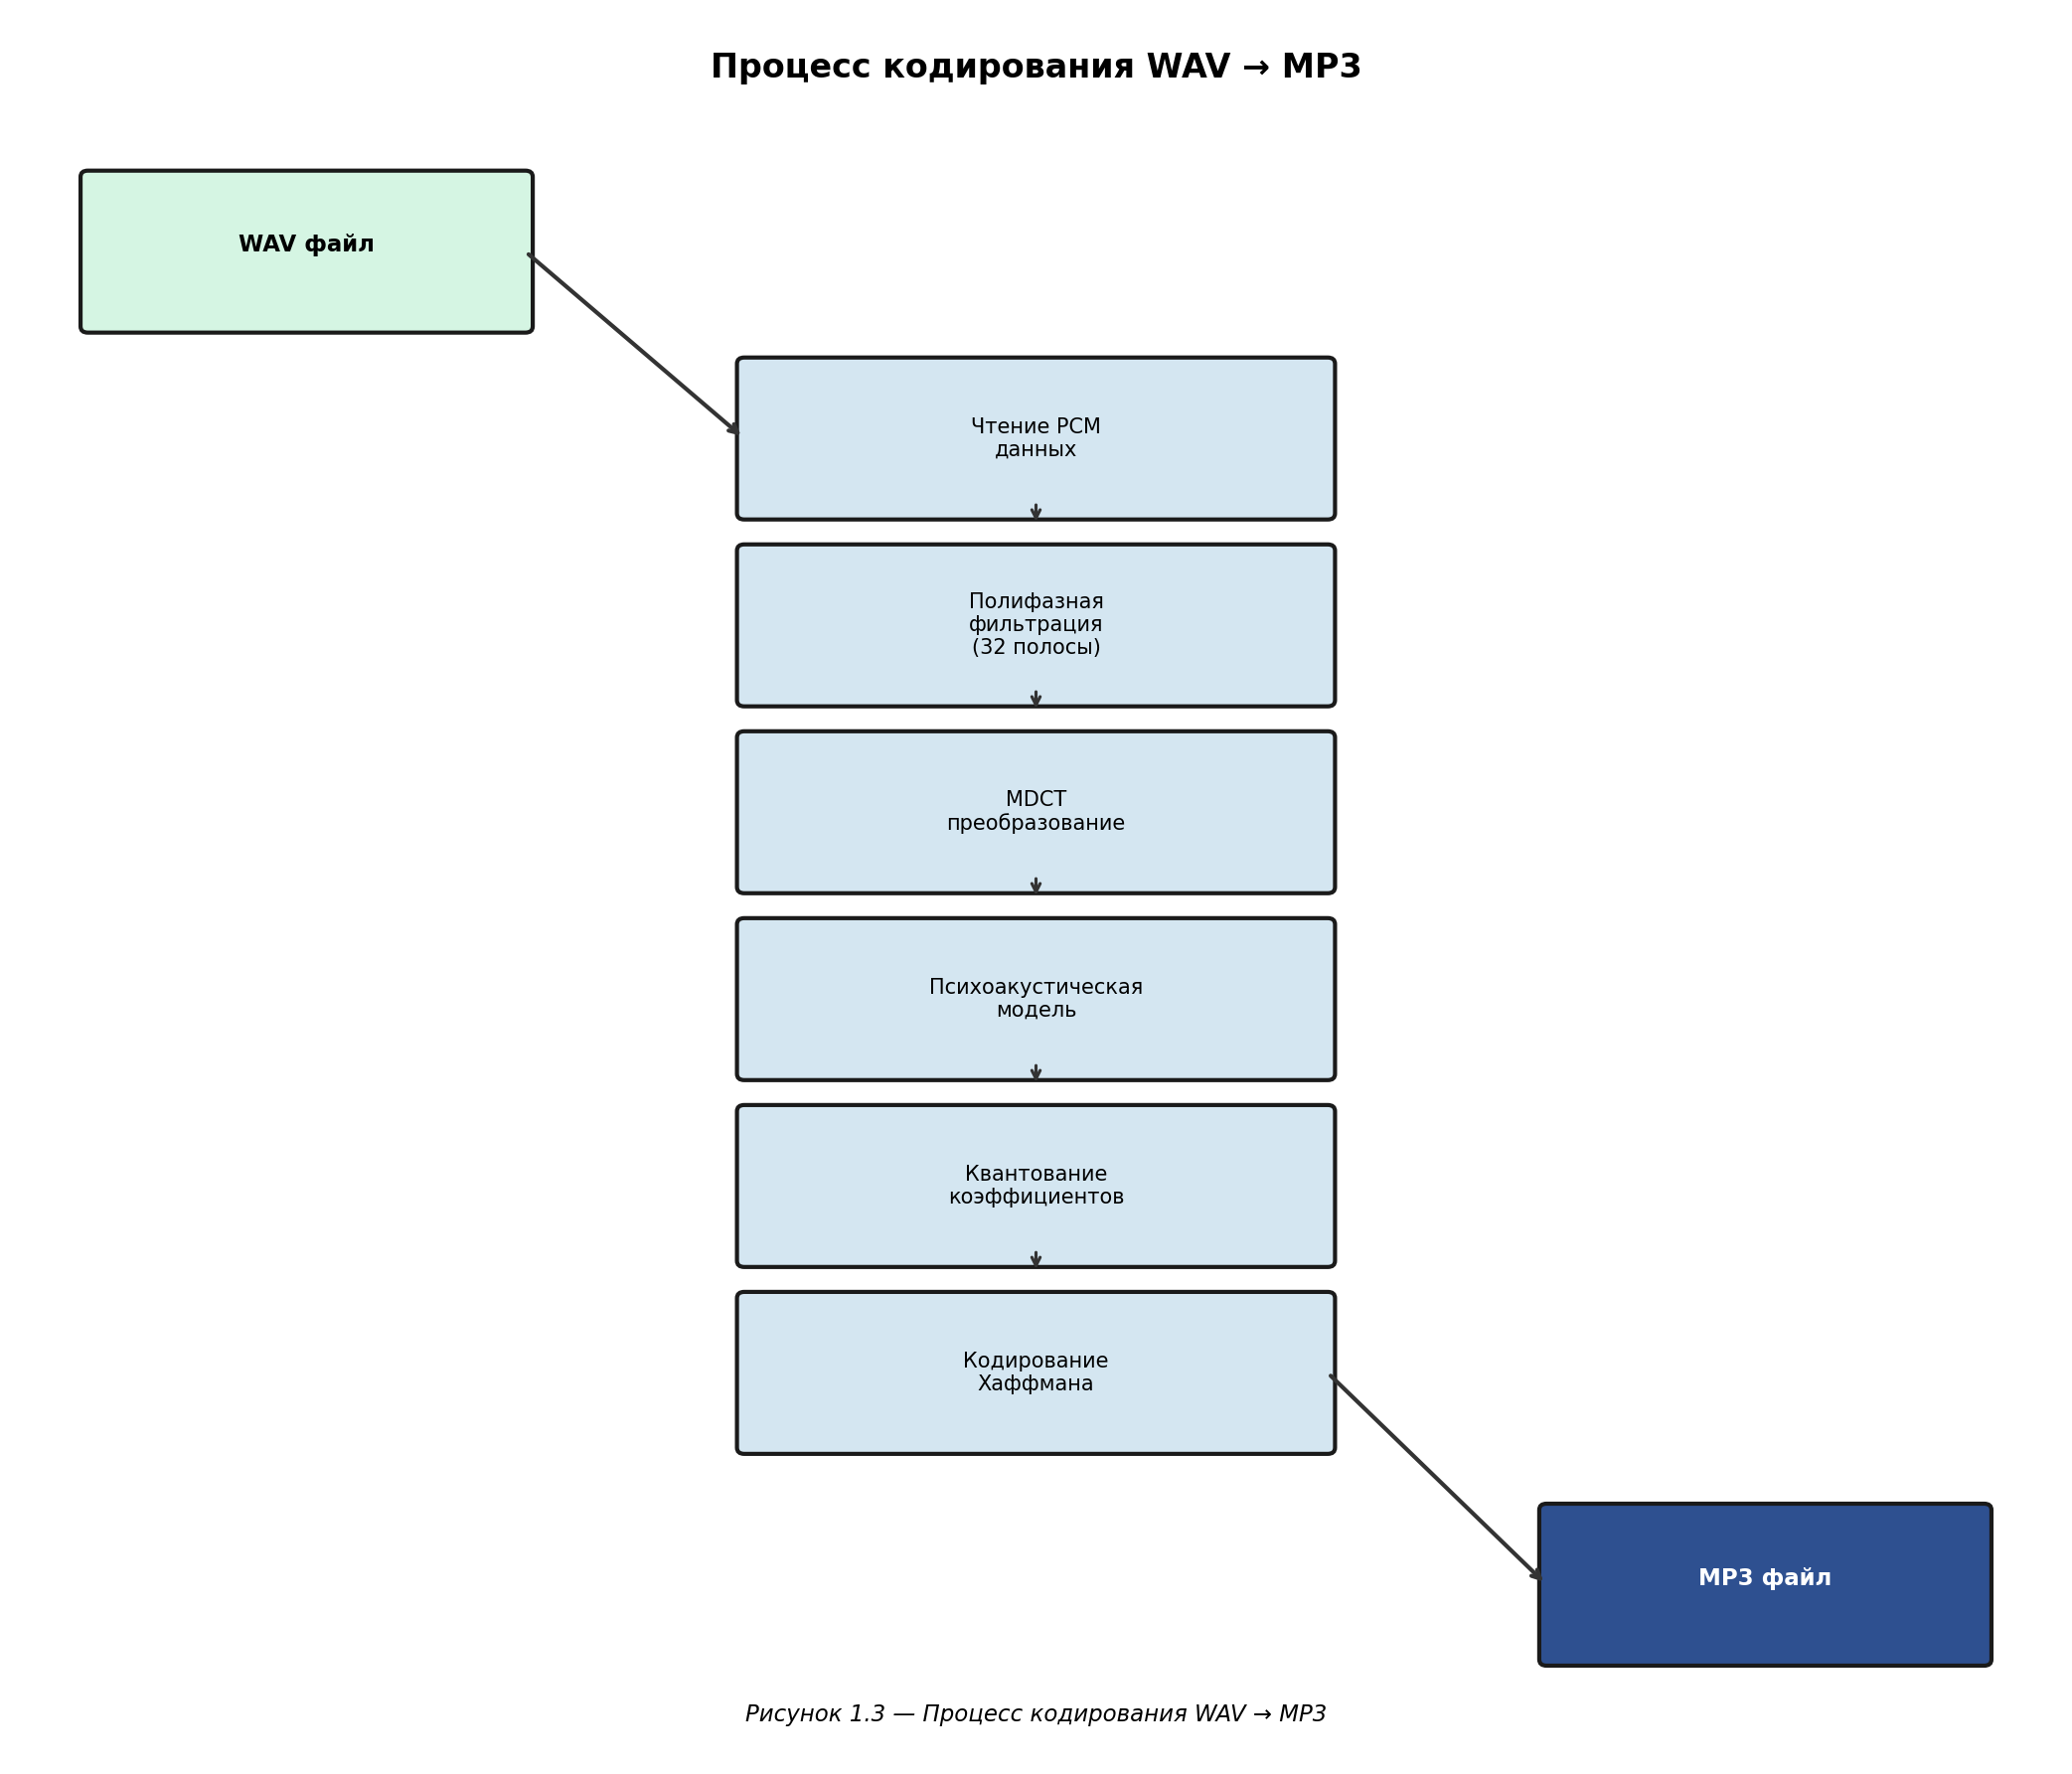 Процесс кодирования WAV → MP3
WAV файл
Чтение PCM
данных
Полифазная
фильтрация
(32 полосы)
MDCT
преобразование
Психоакустическая
модель
Квантование
коэффициентов
Кодирование
Хаффмана
MP3 файл
Рисунок 1.3 — Процесс кодирования WAV → MP3